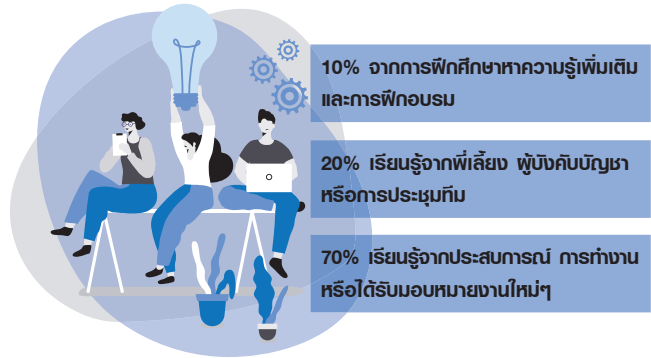 10% จากการฝึกศึกษาหาความรู้เพิ่มเติม
และการฝึกอบรม
20% เรียนรู้จากพี่เลี้ยง ผู้บังคับบัญชา
หรือการประชุมทีม
70% เรียนรู้จากประสบการณ์ การทำงาน
หรือได้รับมอบหมายงานใหม่ๆ